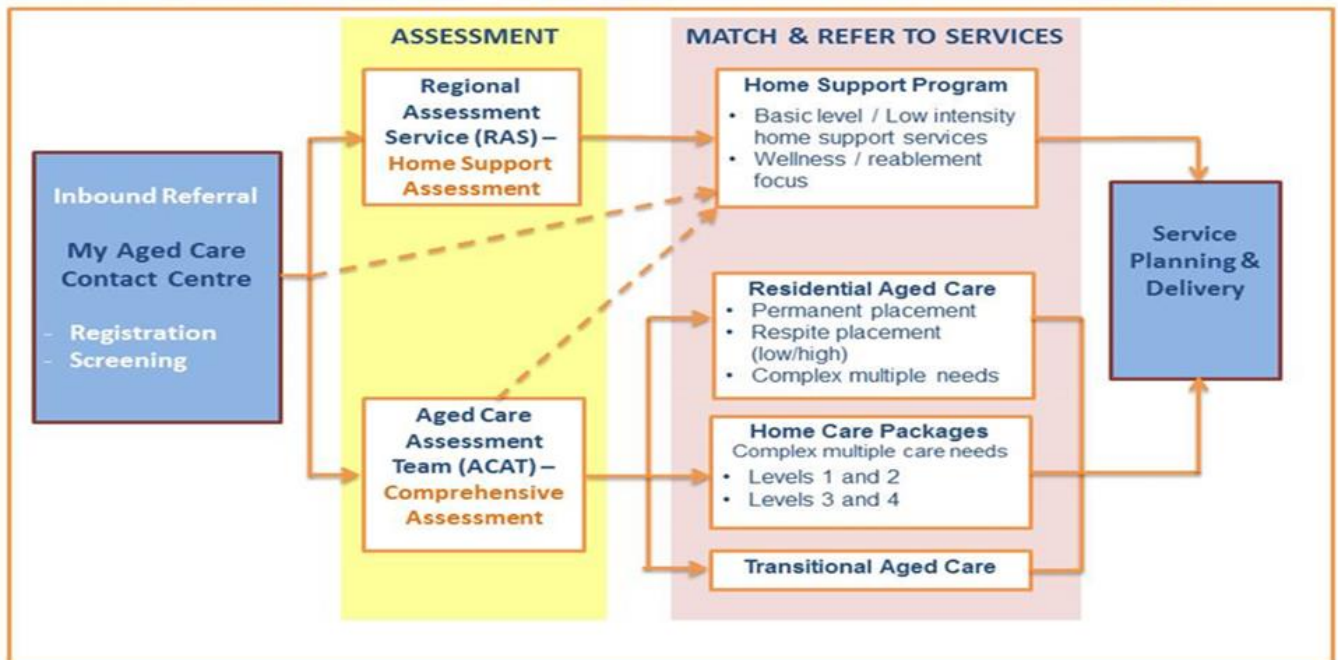 ASSESSMENT
MATCH & REFER TO SERVICES
Inbound Referral
My Aged Care
Contact Centre
- Registration
- Screening
Regional
Assessment
Service (RAS) –
Home Support
Assessment
Aged Care
Assessment
Team (ACAT) –
Comprehensive
Assessment
Home Support Program
• Basic level / Low intensity
home support services
• Wellness / reablement
focus
Residential Aged Care
• Permanent placement
• Respite placement
(low/high)
• Complex multiple needs
Home Care Packages
Complex multiple care needs
• Levels 1 and 2
• Levels 3 and 4
Transitional Aged Care
Service
Planning &
Delivery